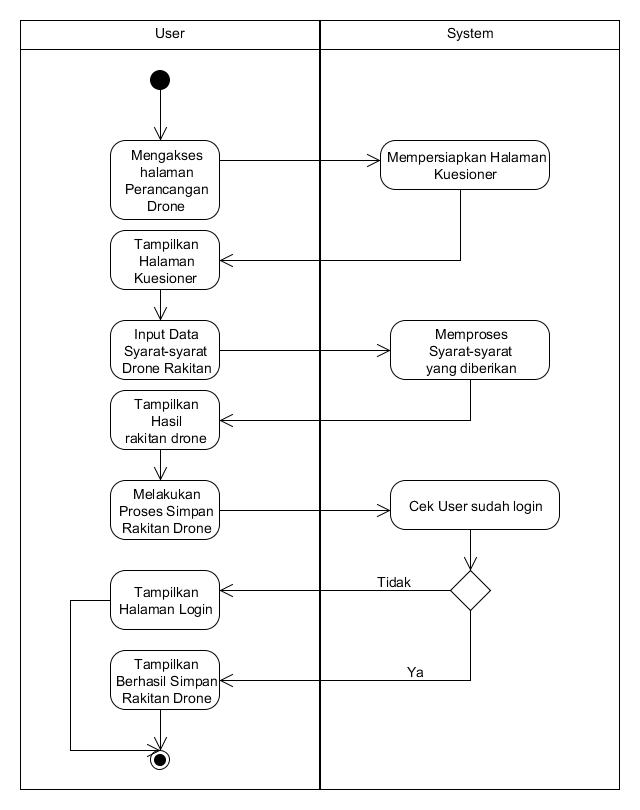 User
System
Mengakses
halaman
Perancangan
Drone
Mempersiapkan Halaman
Kuesioner
Tampilkan
Halaman
Kuesioner
Input Data
Syarat-syarat
Drone Rakitan
Memproses
Syarat-syarat
yang diberikan
Tampilkan
Hasil
rakitan drone
Melakukan
Proses Simpan
Rakitan Drone
Cek User sudah login
Tidak
Tampilkan
Halaman Login
Ya
Tampilkan
Berhasil Simpan
Rakitan Drone